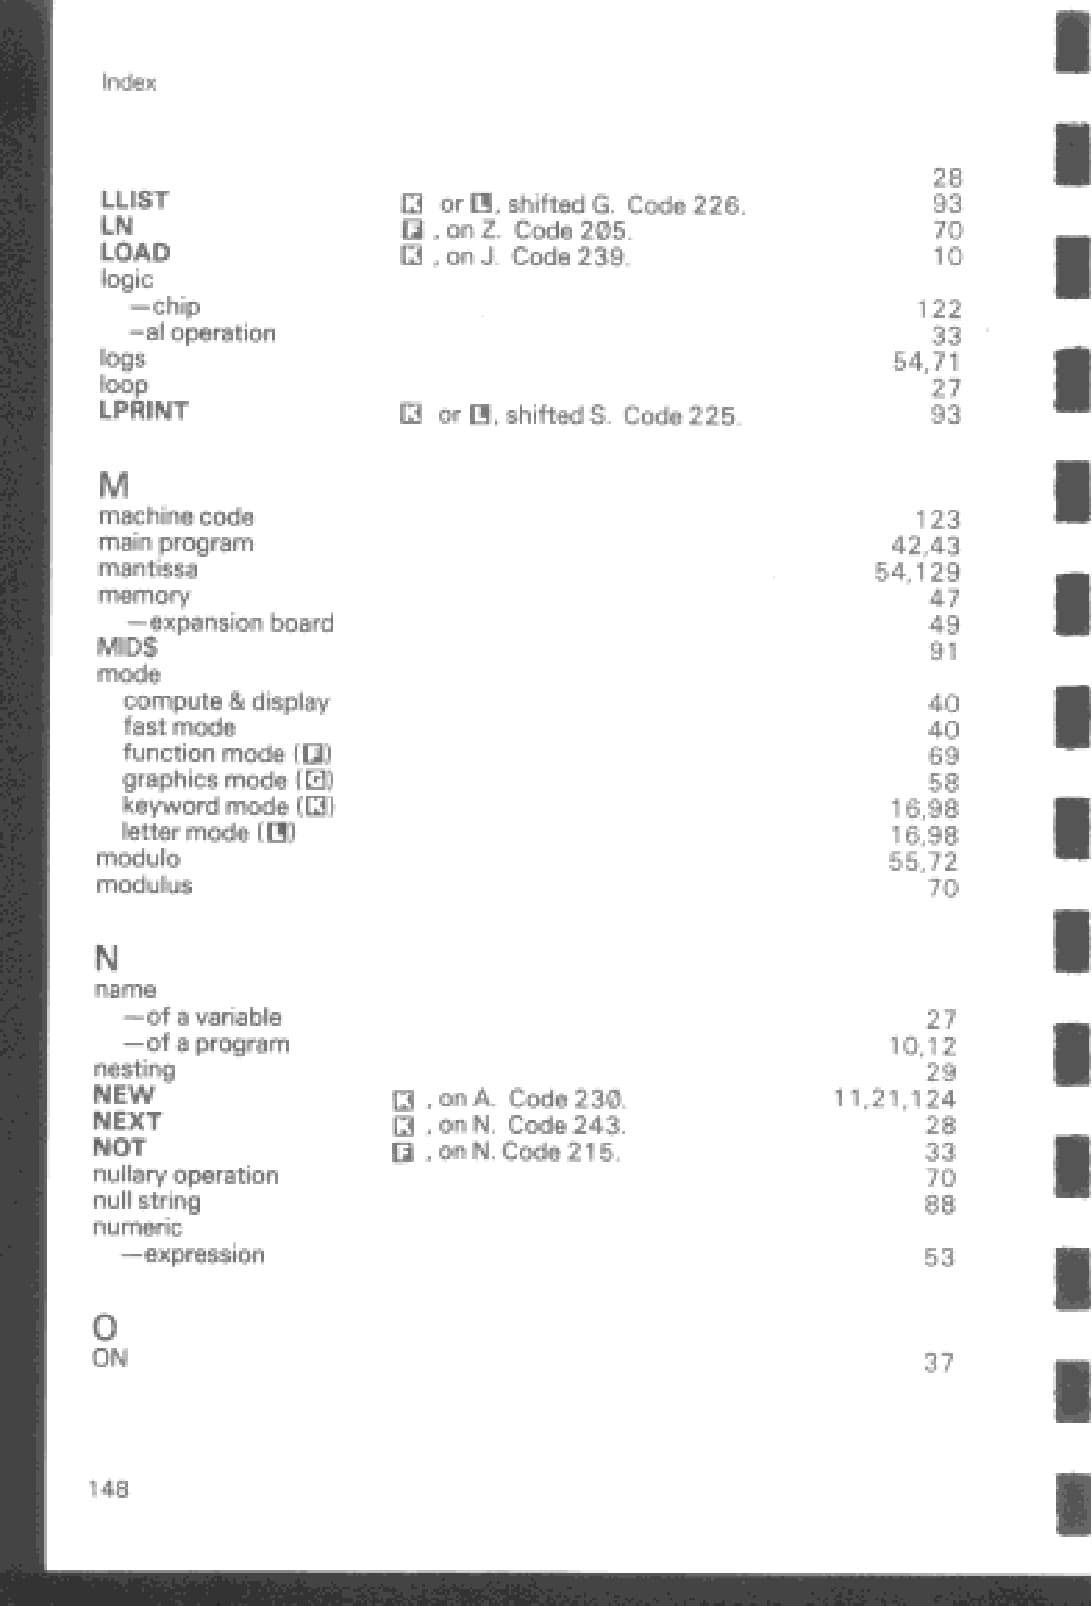 Index
28
LLIST K or L, shifted G. Code 226. 93
LN F , on Z. Code 205. 70
LOAD K , on J. Code 239. 10
logic
—chip 122
–al operation 33
logs 54,71
loop 27
LPRINT K or L, shifted S. Code 225. 93
M
machine code 123
main program 42,43
mantissa 54,129
memory 47
—expansion board 49
MID$ 91
mode
compute & display 40
fast mode 40
function mode (F) 69
graphics mode (G) 58
keyword mode (K) 16,98
letter mode (L) 16,98
modulo 55,72
modulus 70
N
name
—of a variable 27
—of a program 10,12
nesting 29
NEW K , on A. Code 230. 11,21,124
NEXT K , on N. Code 243. 28
NOT F , on N. Code 215. 33
nullary operation 70
null string 88
numeric
—expression 53
O
ON 37
148